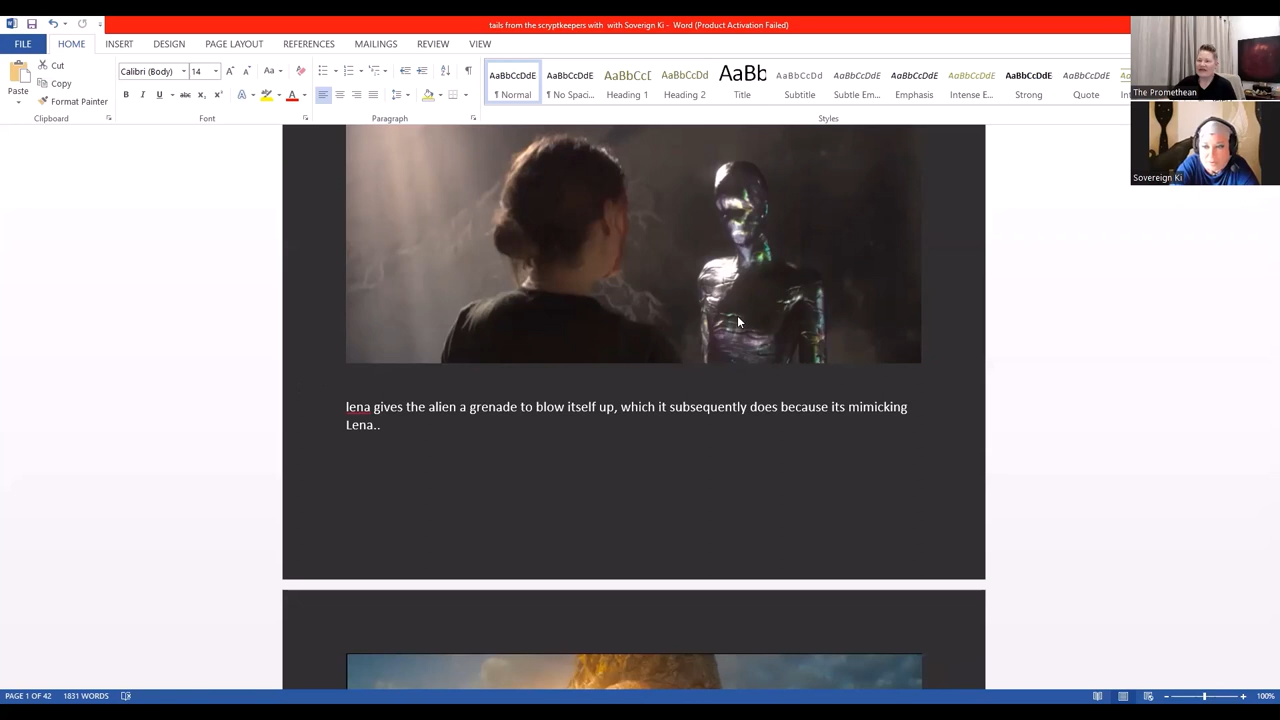 tails from the scryptkeepers with with Soverign Ki - Word (Product Activation Failed)
FILE HOME INSERT DESIGN PAGE LAYOUT REFERENCES MAILINGS REVIEW VIEW
Paste
Cut
Copy
Format Painter
Clipboard
Calibri (Body) 14
Font
Paragraph
AaBbCcDdE AaBbCcDdE AaBbC( AaBbCcDd AaBb AaBbCcDd AaBbCcDdE AaBbCcDdE AaBbCcDdE AaBbCcDdE AaBbCcDdE
¶ Normal ¶ No Spaci... Heading 1 Heading 2 Title Subtitle Subtle Em... Emphasis Intense E... Strong Quote
Styles
The Promethean
Sovereign Ki
lena gives the alien a grenade to blow itself up, which it subsequently does because its mimicking
Lena..
PAGE 1 OF 42 1831 WORDS
100%